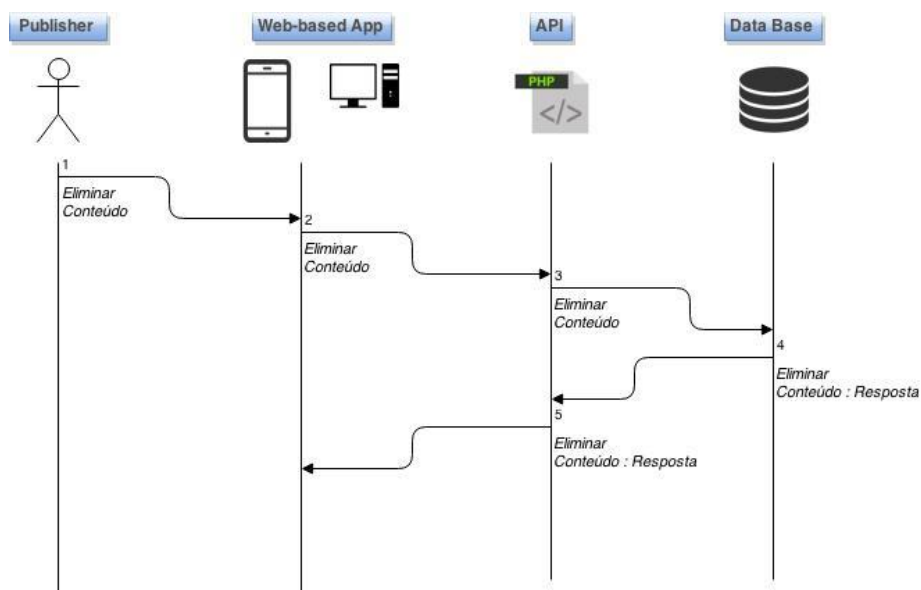 Publisher
Web-based App
API
Data Base
PHP
</>
1
Eliminar
Conteúdo
2
Eliminar
Conteúdo
3
Eliminar
Conteúdo
4
Eliminar
Conteúdo : Resposta
5
Eliminar
Conteúdo : Resposta